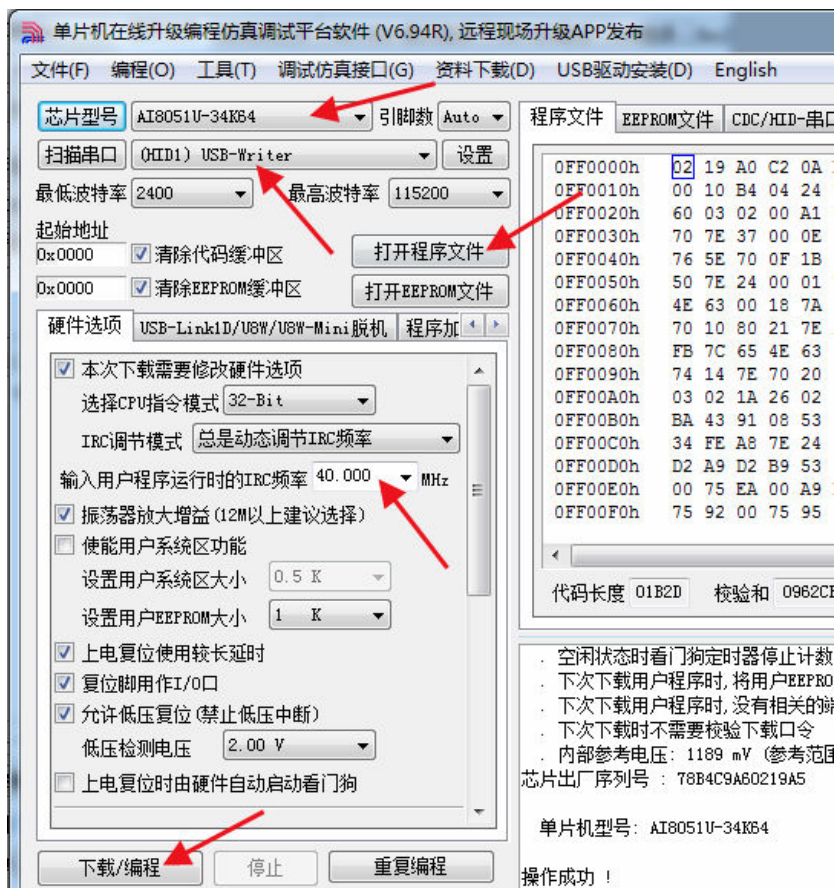 单片机在线升级编程仿真调试平台软件 (V6.94R), 远程现场升级APP发布
文件(F) 编程(O) 工具(T) 调试仿真接口(G) 资料下载(D) USB驱动安装(D) English
芯片型号 AI8051U-34K64 引脚数 Auto
扫描串口 (HID1) USB-Writer 设置
最低波特率 2400 最高波特率 115200
起始地址
0x0000 清除代码缓冲区 打开程序文件
0x0000 清除EEPROM缓冲区 打开EEPROM文件
硬件选项 USB-Link1D/U8W/U8W-Mini脱机 程序加
本次下载需要修改硬件选项
选择CPU指令模式 32-Bit
IRC调节模式 总是动态调节IRC频率
输入用户程序运行时的IRC频率 40.000 MHz
振荡器放大增益(12M以上建议选择)
使能用户系统区功能
设置用户系统区大小 0.5 K
设置用户EEPROM大小 1 K
上电复位使用较长延时
复位脚用作I/O口
允许低压复位(禁止低压中断)
低压检测电压 2.00 V
上电复位时由硬件自动启动看门狗
下载/编程 停止 重复编程
程序文件 EEPROM文件 CDC/HID-串口
0FF0000h 02 19 A0 C2 0A
0FF0010h 00 10 B4 04 24
0FF0020h 60 03 02 00 A1
0FF0030h 70 7E 37 00 0E
0FF0040h 76 5E 70 0F 1B
0FF0050h 50 7E 24 00 01
0FF0060h 4E 63 00 18 7A
0FF0070h 70 10 80 21 7E
0FF0080h FB 7C 65 4E 63
0FF0090h 74 14 7E 70 20
0FF00A0h 03 02 1A 26 02
0FF00B0h BA 43 91 08 53
0FF00C0h 34 FE A8 7E 24
0FF00D0h D2 A9 D2 B9 53
0FF00E0h 00 75 EA 00 A9
0FF00F0h 75 92 00 75 95
代码长度 01B2D 校验和 0962CE
. 空闲状态时看门狗定时器停止计数
. 下次下载用户程序时,将用户EEPRO
. 下次下载用户程序时,没有相关的端
. 下次下载时不需要校验下载口令
. 内部参考电压: 1189 mV (参考范围
芯片出厂序列号 : 78B4C9A60219A5
单片机型号: AI8051U-34K64
操作成功 !